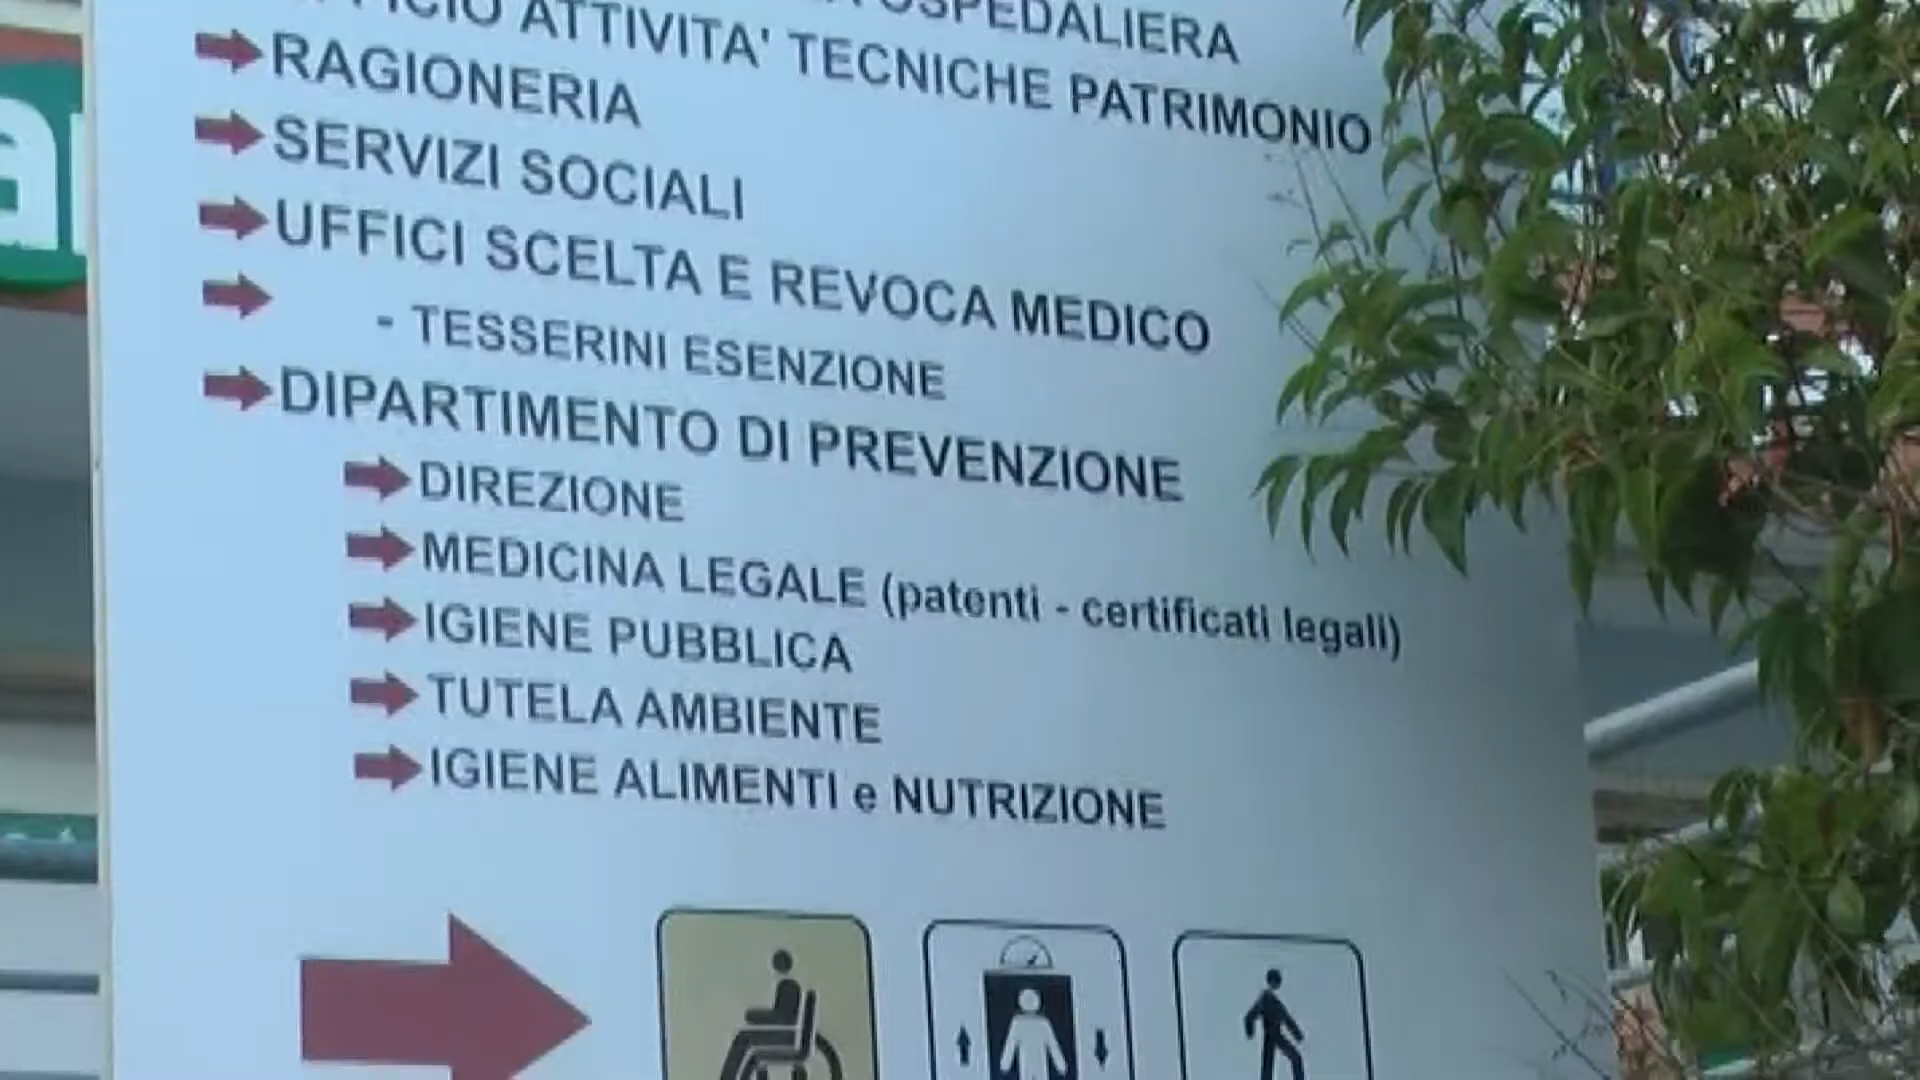 OSPEDALIERA
ATTIVITA' TECNICHE PATRIMONIO
RAGIONERIA
SERVIZI SOCIALI
UFFICI SCELTA E REVOCA MEDICO
- TESSERINI ESENZIONE
DIPARTIMENTO DI PREVENZIONE
DIREZIONE
MEDICINA LEGALE (patenti - certificati legali)
IGIENE PUBBLICA
TUTELA AMBIENTE
IGIENE ALIMENTI e NUTRIZIONE